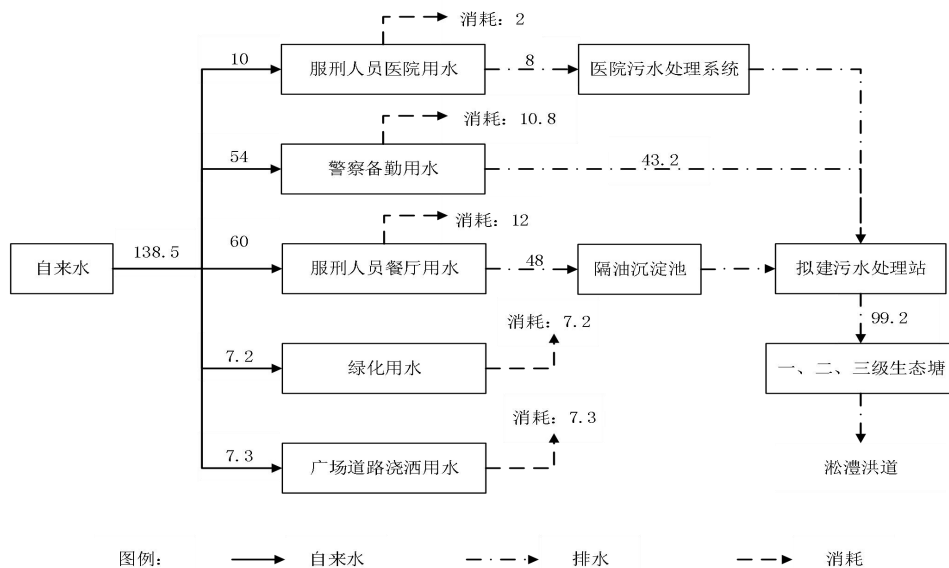 消耗：2
10
服刑人员医院用水
8
医院污水处理系统
消耗：10.8
54
警察备勤用水
43.2
消耗：12
自来水
138.5
60
服刑人员餐厅用水
48
隔油沉淀池
拟建污水处理站
消耗：7.2
99.2
7.2
绿化用水
一、二、三级生态塘
消耗：7.3
7.3
广场道路浇洒用水
淞澧洪道
图例： 自来水 排水 消耗